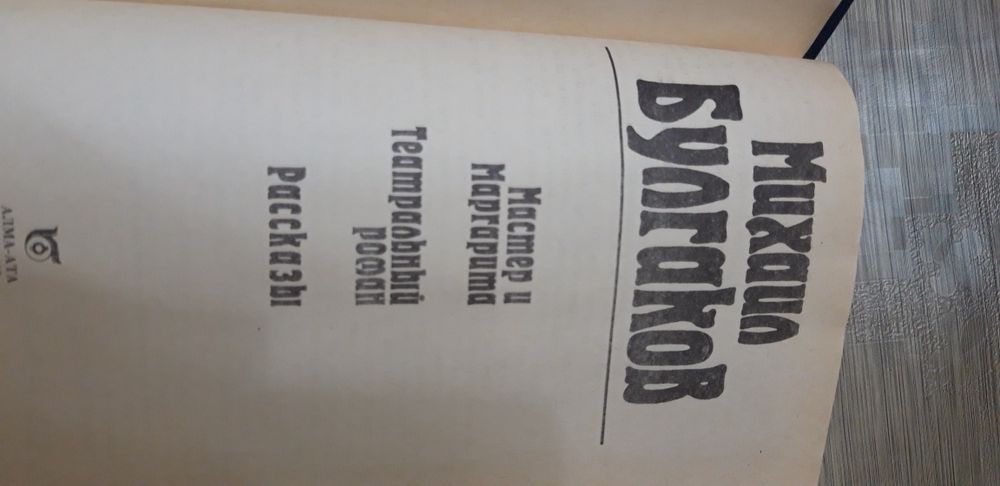 Михаил
Булгаков
Мастер и
Маргарита
Театральный
роман
Рассказы
АЛМА-АТА